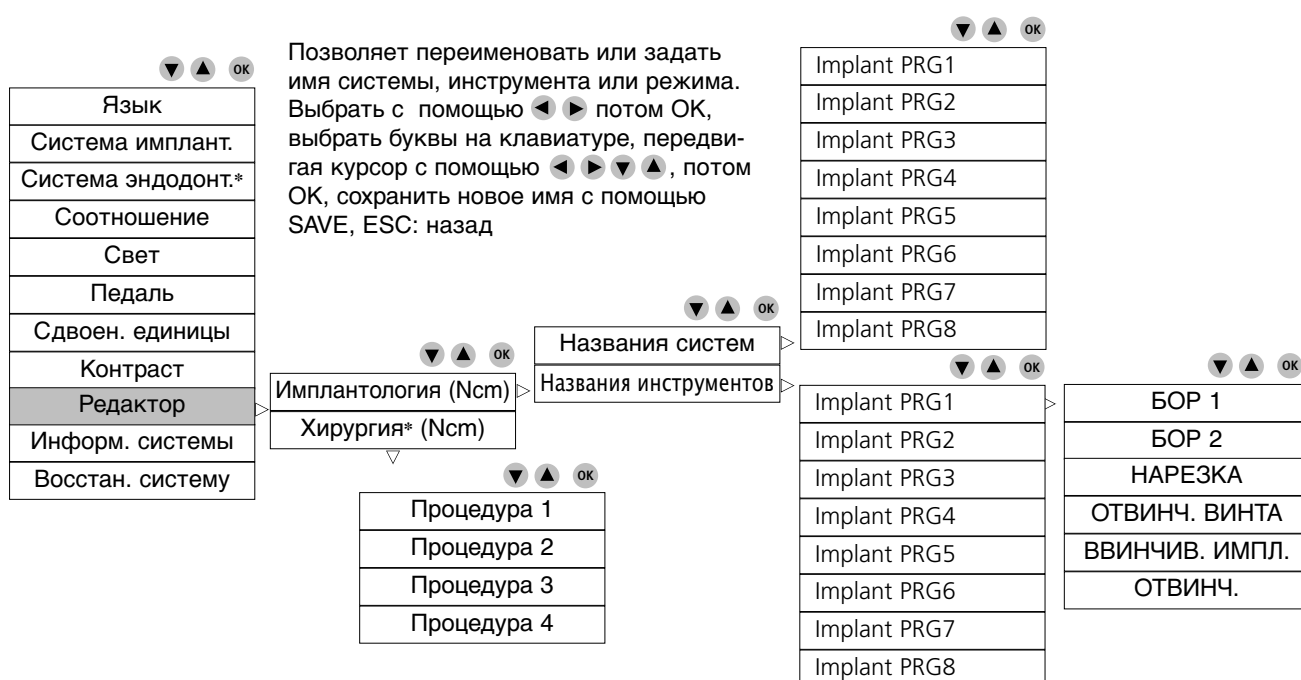 ▼ ▲ OK
Язык
Система имплант.
Система эндодонт.*
Соотношение
Свет
Педаль
Сдвоен. единицы
Контраст
Редактор
Информ. системы
Восстан. систему
Позволяет переименовать или задать
имя системы, инструмента или режима.
Выбрать с помощью ◀ ▶ потом ОК,
выбрать буквы на клавиатуре, передви-
гая курсор с помощью ◀ ▶ ▼ ▲ , потом
ОК, сохранить новое имя с помощью
SAVE, ESC: назад
▼ ▲ OK
Имплантология (Ncm)
Хирургия* (Ncm)
▼ ▲ OK
Процедура 1
Процедура 2
Процедура 3
Процедура 4
▼ ▲ OK
Названия систем
Названия инструментов
▼ ▲ OK
Implant PRG1
Implant PRG2
Implant PRG3
Implant PRG4
Implant PRG5
Implant PRG6
Implant PRG7
Implant PRG8
▼ ▲ OK
Implant PRG1
Implant PRG2
Implant PRG3
Implant PRG4
Implant PRG5
Implant PRG6
Implant PRG7
Implant PRG8
▼ ▲ OK
БОР 1
БОР 2
НАРЕЗКА
ОТВИНЧ. ВИНТА
ВВИНЧИВ. ИМПЛ.
ОТВИНЧ.